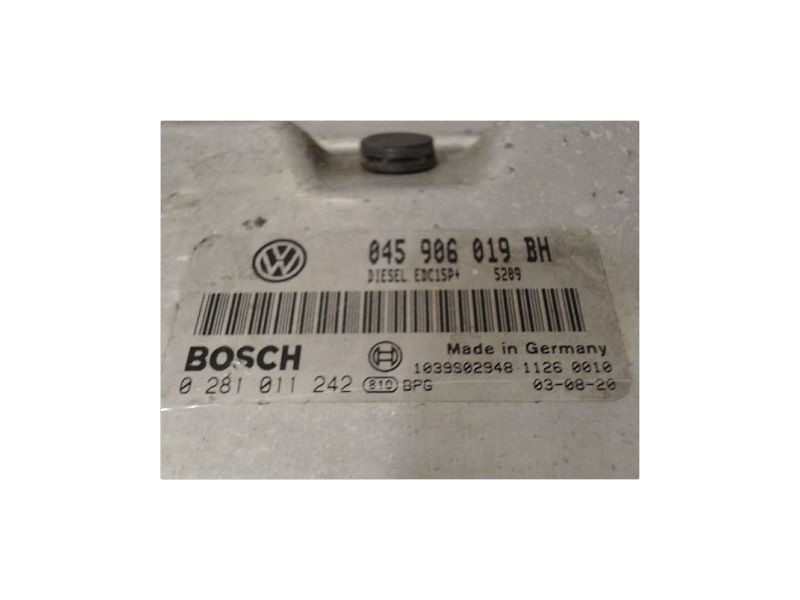 045 906 019 BH
DIESEL EDC15P+ 5209
BOSCH
Made in Germany
1039S02948 1126 0010
0 281 011 242 810 BPG 03-08-20